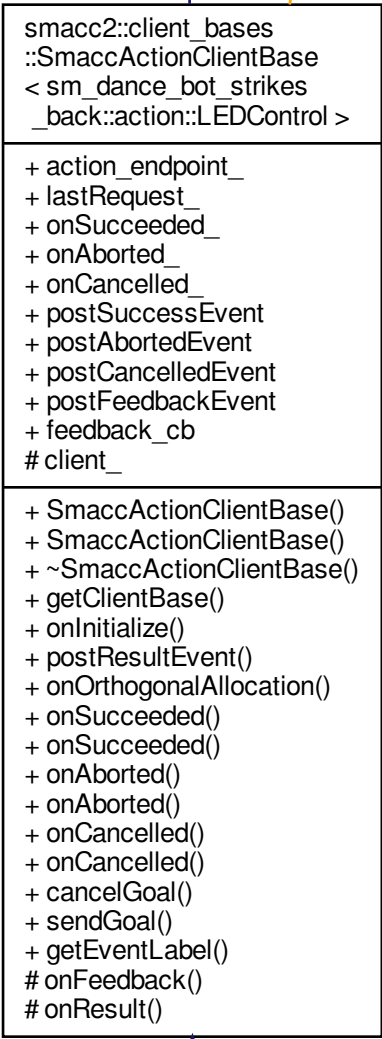 smacc2::client_bases
::SmaccActionClientBase
< sm_dance_bot_strikes
_back::action::LEDControl >
+ action_endpoint_
+ lastRequest_
+ onSucceeded_
+ onAborted_
+ onCancelled_
+ postSuccessEvent
+ postAbortedEvent
+ postCancelledEvent
+ postFeedbackEvent
+ feedback_cb
# client_
+ SmaccActionClientBase()
+ SmaccActionClientBase()
+ ~SmaccActionClientBase()
+ getClientBase()
+ onInitialize()
+ postResultEvent()
+ onOrthogonalAllocation()
+ onSucceeded()
+ onSucceeded()
+ onAborted()
+ onAborted()
+ onCancelled()
+ onCancelled()
+ cancelGoal()
+ sendGoal()
+ getEventLabel()
# onFeedback()
# onResult()